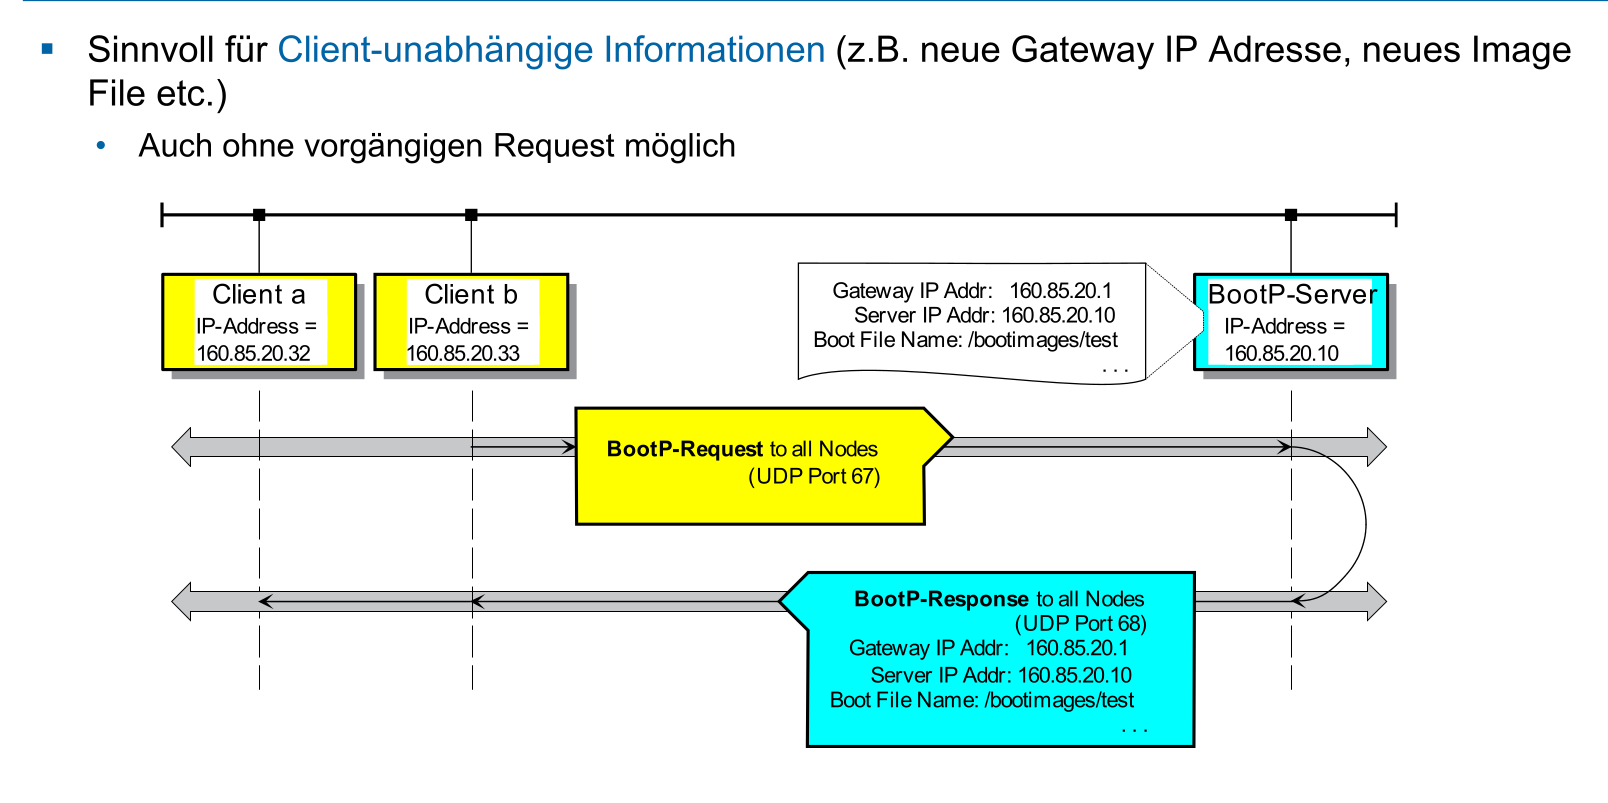 Sinnvoll für Client-unabhängige Informationen (z.B. neue Gateway IP Adresse, neues Image
File etc.)
Auch ohne vorgängigen Request möglich
Client a
IP-Address =
160.85.20.32
Client b
IP-Address =
160.85.20.33
Gateway IP Addr: 160.85.20.1
Server IP Addr: 160.85.20.10
Boot File Name: /bootimages/test
. . .
BootP-Server
IP-Address =
160.85.20.10
BootP-Request to all Nodes
(UDP Port 67)
BootP-Response to all Nodes
(UDP Port 68)
Gateway IP Addr: 160.85.20.1
Server IP Addr: 160.85.20.10
Boot File Name: /bootimages/test
. . .